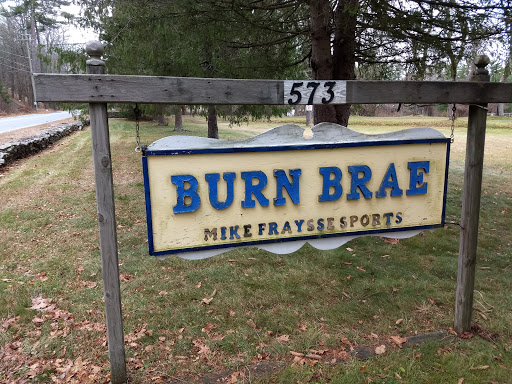 573
BURN BRAE
MIKE FRAYSSE SPORTS